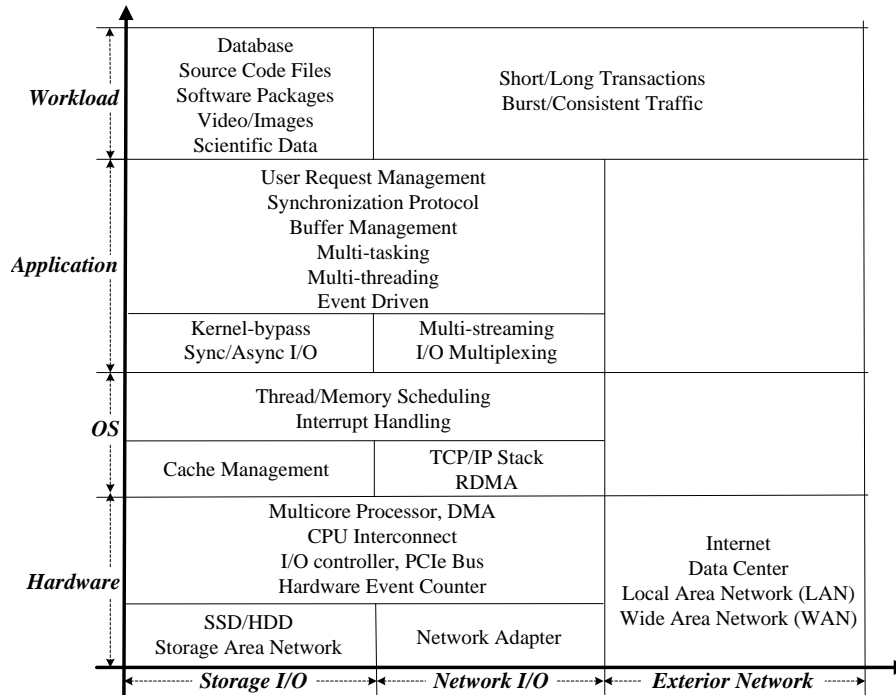 Workload
Database
Source Code Files
Software Packages
Video/Images
Scientific Data
Short/Long Transactions
Burst/Consistent Traffic
Application
User Request Management
Synchronization Protocol
Buffer Management
Multi-tasking
Multi-threading
Event Driven
Kernel-bypass
Sync/Async I/O
Multi-streaming
I/O Multiplexing
OS
Thread/Memory Scheduling
Interrupt Handling
Cache Management
TCP/IP Stack
RDMA
Hardware
Multicore Processor, DMA
CPU Interconnect
I/O controller, PCIe Bus
Hardware Event Counter
SSD/HDD
Storage Area Network
Network Adapter
Internet
Data Center
Local Area Network (LAN)
Wide Area Network (WAN)
Storage I/O
Network I/O
Exterior Network